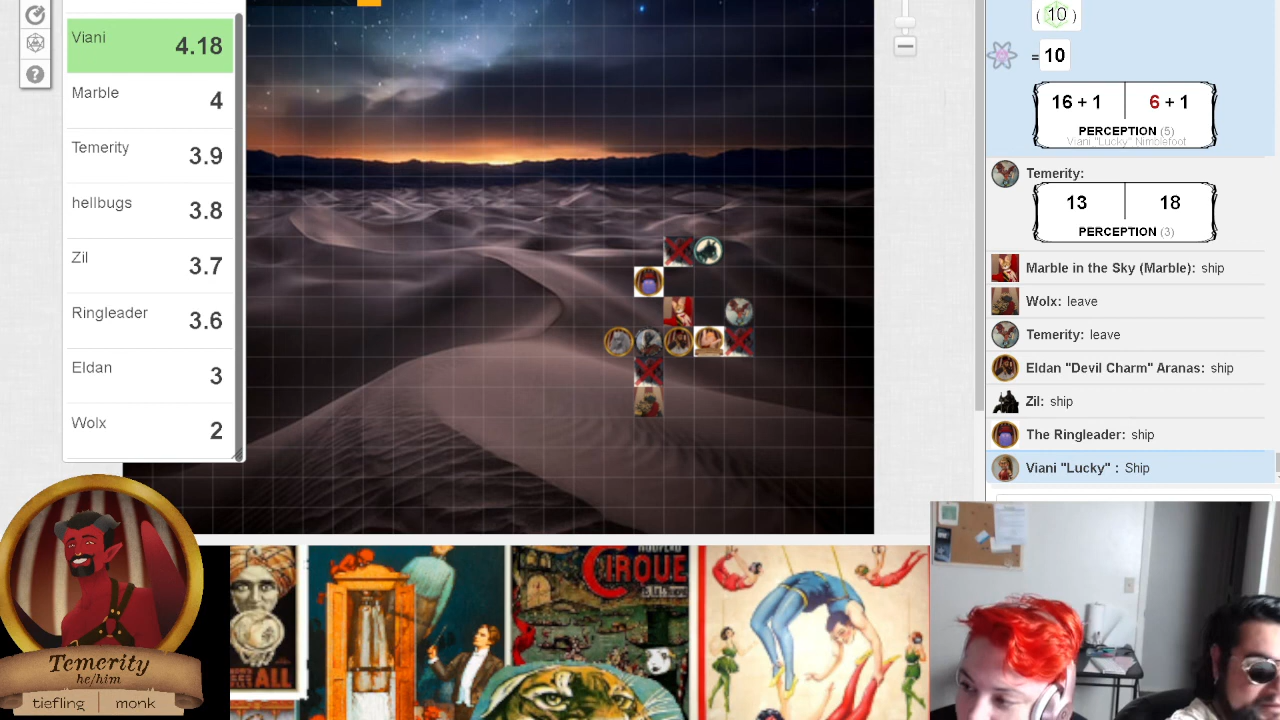 Viani 4.18
Marble 4
Temerity 3.9
hellbugs 3.8
Zil 3.7
Ringleader 3.6
Eldan 3
Wolx 2
( 10 )
= 10
16 + 1 6 + 1
PERCEPTION (5)
Viani "Lucky" Nimblefoot
Temerity:
13 18
PERCEPTION (3)
Marble in the Sky (Marble): ship
Wolx: leave
Temerity: leave
Eldan "Devil Charm" Aranas: ship
Zil: ship
The Ringleader: ship
Viani "Lucky" : Ship
Temerity
he/him
tiefling monk
ALL
CIRQUE